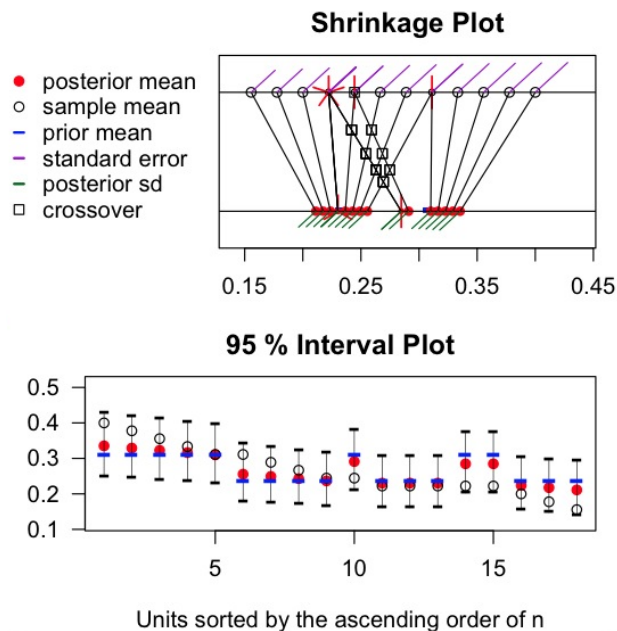 Shrinkage Plot
posterior mean
sample mean
prior mean
standard error
posterior sd
crossover
0.15 0.25 0.35 0.45
95 % Interval Plot
0.5
0.4
0.3
0.2
0.1
5 10 15
Units sorted by the ascending order of n